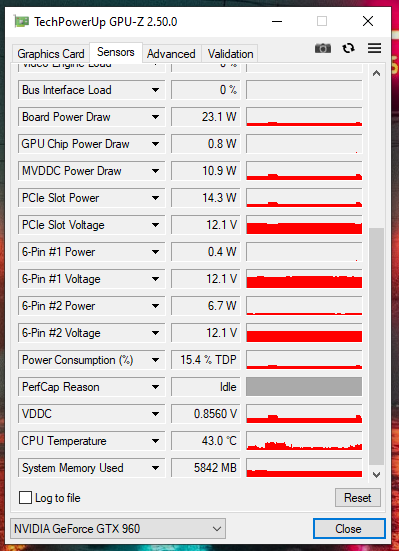 TechPowerUp GPU-Z 2.50.0
Graphics Card Sensors Advanced Validation
Video Engine Load 0 %
Bus Interface Load 0 %
Board Power Draw 23.1 W
GPU Chip Power Draw 0.8 W
MVDDC Power Draw 10.9 W
PCIe Slot Power 14.3 W
PCIe Slot Voltage 12.1 V
6-Pin #1 Power 0.4 W
6-Pin #1 Voltage 12.1 V
6-Pin #2 Power 6.7 W
6-Pin #2 Voltage 12.1 V
Power Consumption (%) 15.4 % TDP
PerfCap Reason Idle
VDDC 0.8560 V
CPU Temperature 43.0 °C
System Memory Used 5842 MB
Log to file Reset
NVIDIA GeForce GTX 960 Close